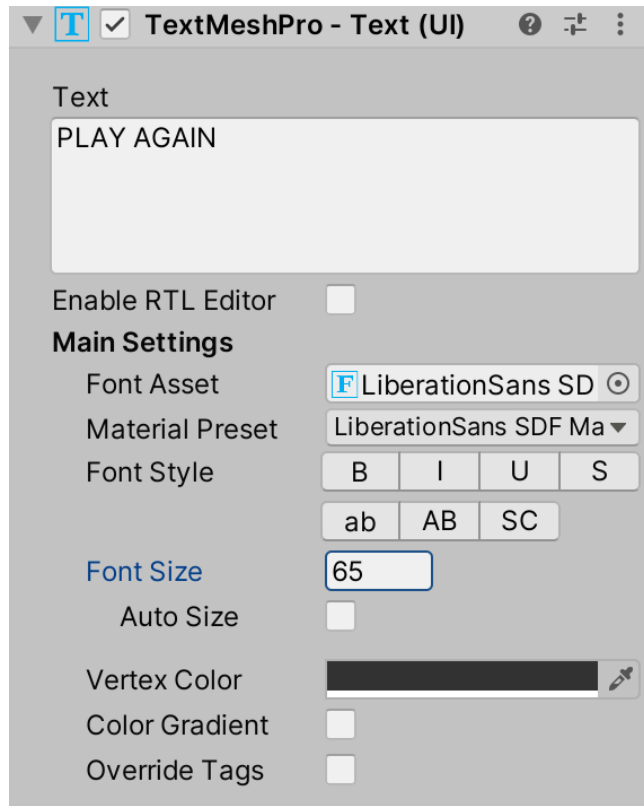 T TextMeshPro - Text (UI)
Text
PLAY AGAIN
Enable RTL Editor
Main Settings
Font Asset F LiberationSans SD
Material Preset LiberationSans SDF Ma
Font Style B I U S
ab AB SC
Font Size 65
Auto Size
Vertex Color
Color Gradient
Override Tags